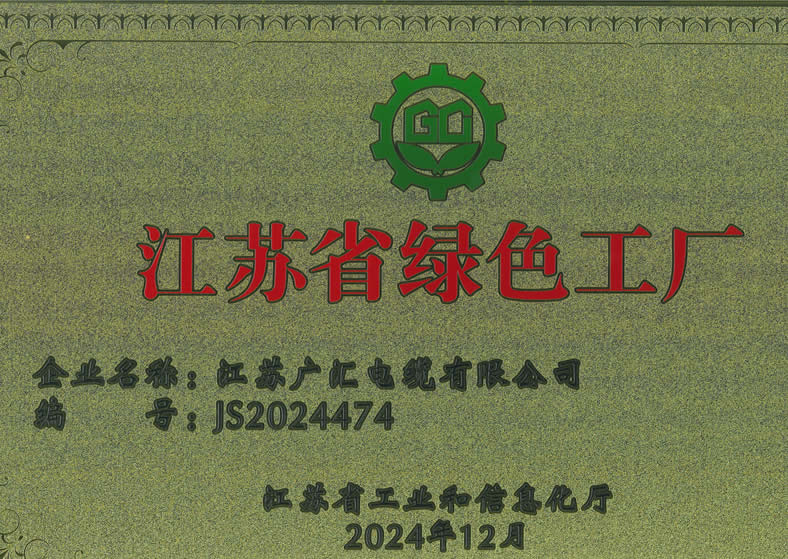 GC
江苏省绿色工厂
企业名称：江苏广汇电缆有限公司
编 号：JS2024474
江苏省工业和信息化厅
2024年12月